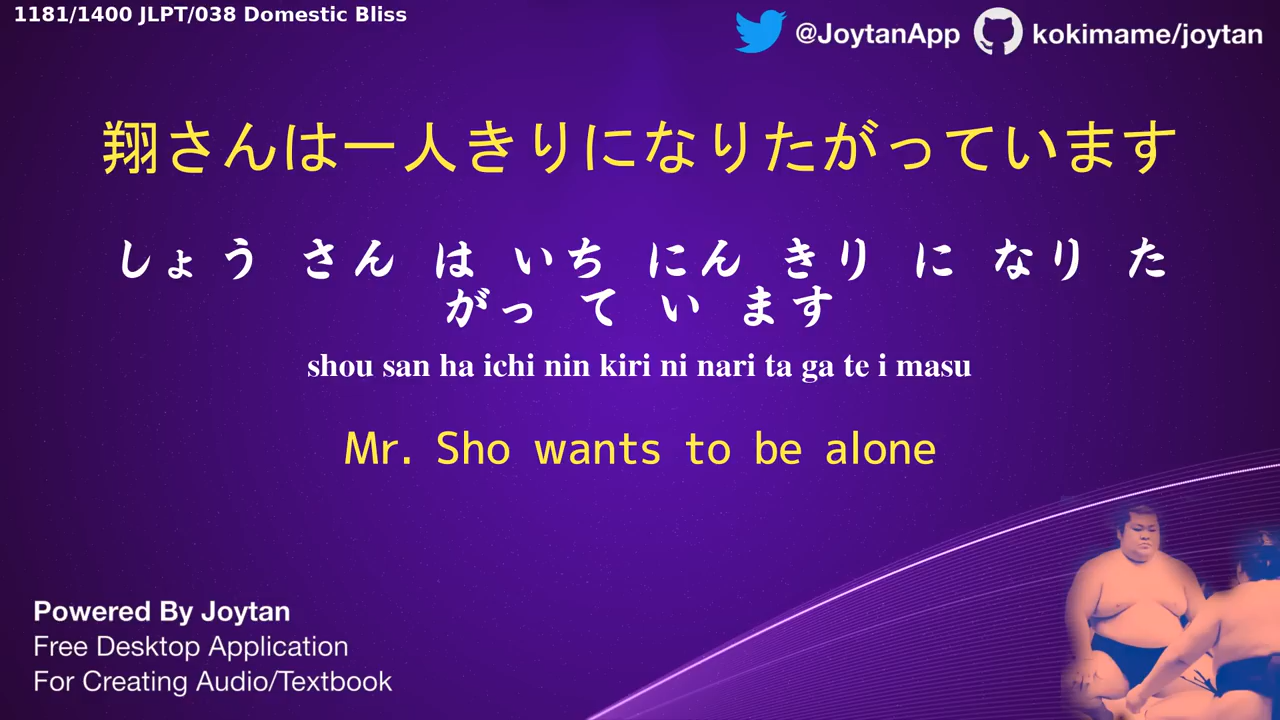 1181/1400 JLPT/038 Domestic Bliss
@JoytanApp
kokimame/joytan
翔さんは一人きりになりたがっています
しょう さん は いち にん きり に なり た
がっ て い ます
shou san ha ichi nin kiri ni nari ta ga te i masu
Mr. Sho wants to be alone
Powered By Joytan
Free Desktop Application
For Creating Audio/Textbook